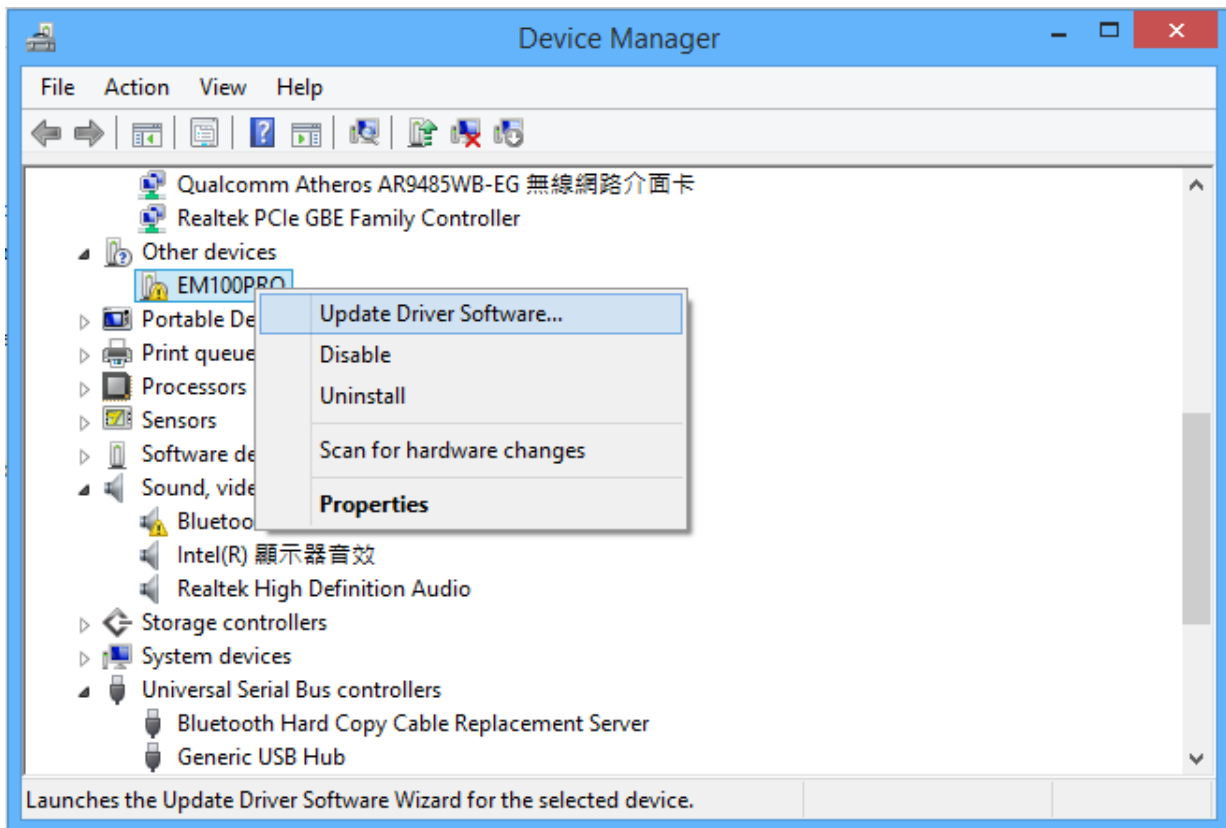 Device Manager
File Action View Help
Qualcomm Atheros AR9485WB-EG 無線網路介面卡
Realtek PCIe GBE Family Controller
Other devices
EM100PRO
Update Driver Software...
Portable De
Disable
Print queue
Uninstall
Processors
Sensors
Scan for hardware changes
Software de
Properties
Sound, vide
Bluetoo
Intel(R) 顯示器音效
Realtek High Definition Audio
Storage controllers
System devices
Universal Serial Bus controllers
Bluetooth Hard Copy Cable Replacement Server
Generic USB Hub
Launches the Update Driver Software Wizard for the selected device.